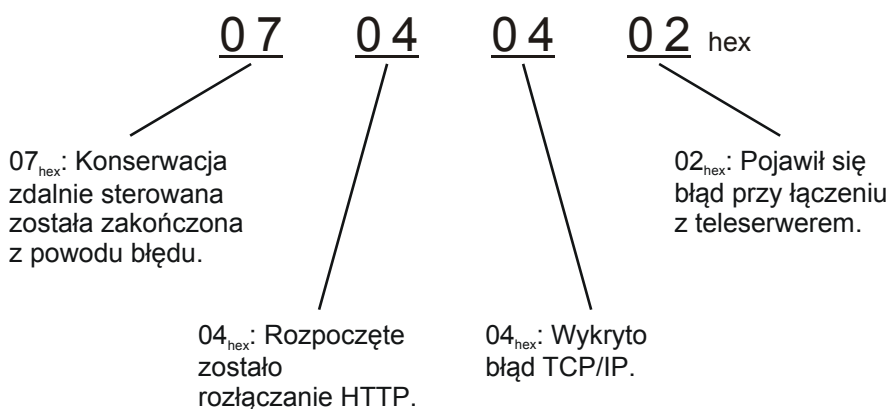 07 04 04 02 hex
07hex: Konserwacja
zdalnie sterowana
została zakończona
z powodu błędu.
02hex: Pojawił się
błąd przy łączeniu
z teleserwerem.
04hex: Rozpoczęte
zostało
rozłączanie HTTP.
04hex: Wykryto
błąd TCP/IP.